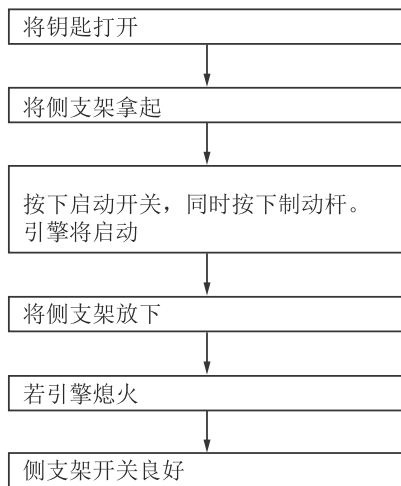 将钥匙打开
将侧支架拿起
按下启动开关，同时按下制动杆。
引擎将启动
将侧支架放下
若引擎熄火
侧支架开关良好